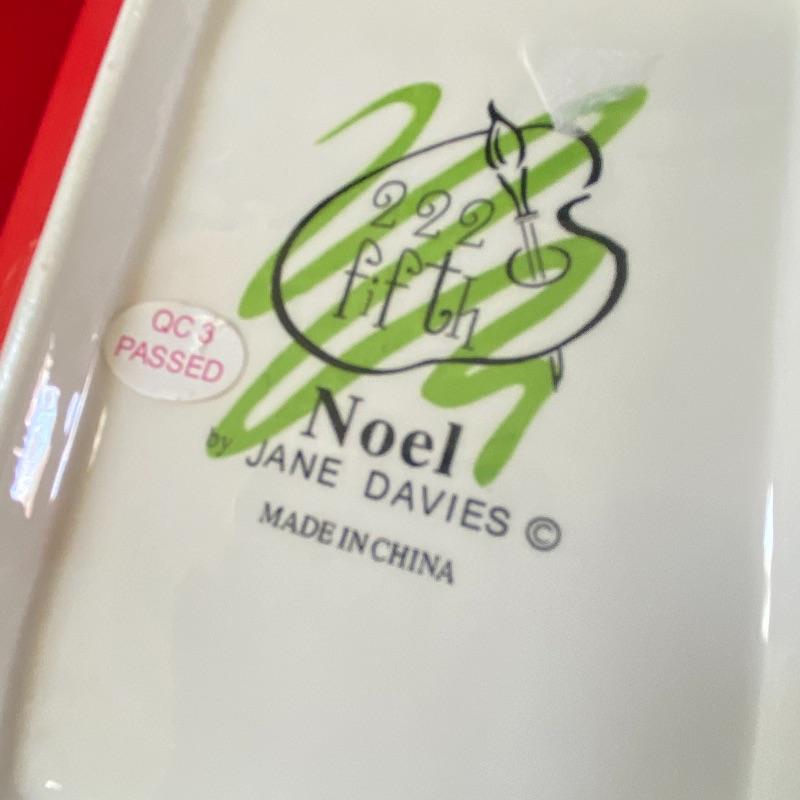 222
fifth
QC 3
PASSED
Noel
by JANE DAVIES ©
MADE IN CHINA